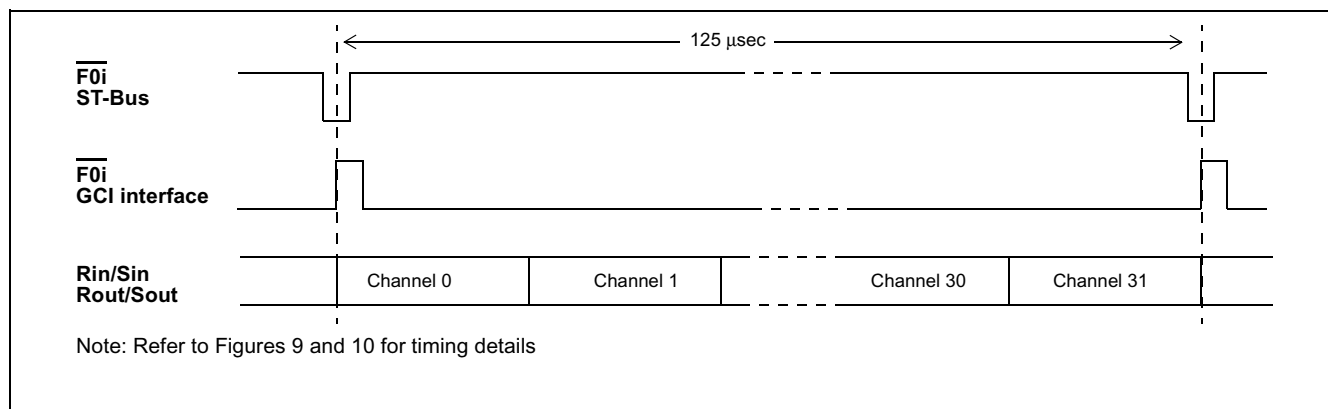 125 μsec
F0i
ST-Bus
F0i
GCI interface
Rin/Sin
Rout/Sout
Channel 0
Channel 1
Channel 30
Channel 31
Note: Refer to Figures 9 and 10 for timing details